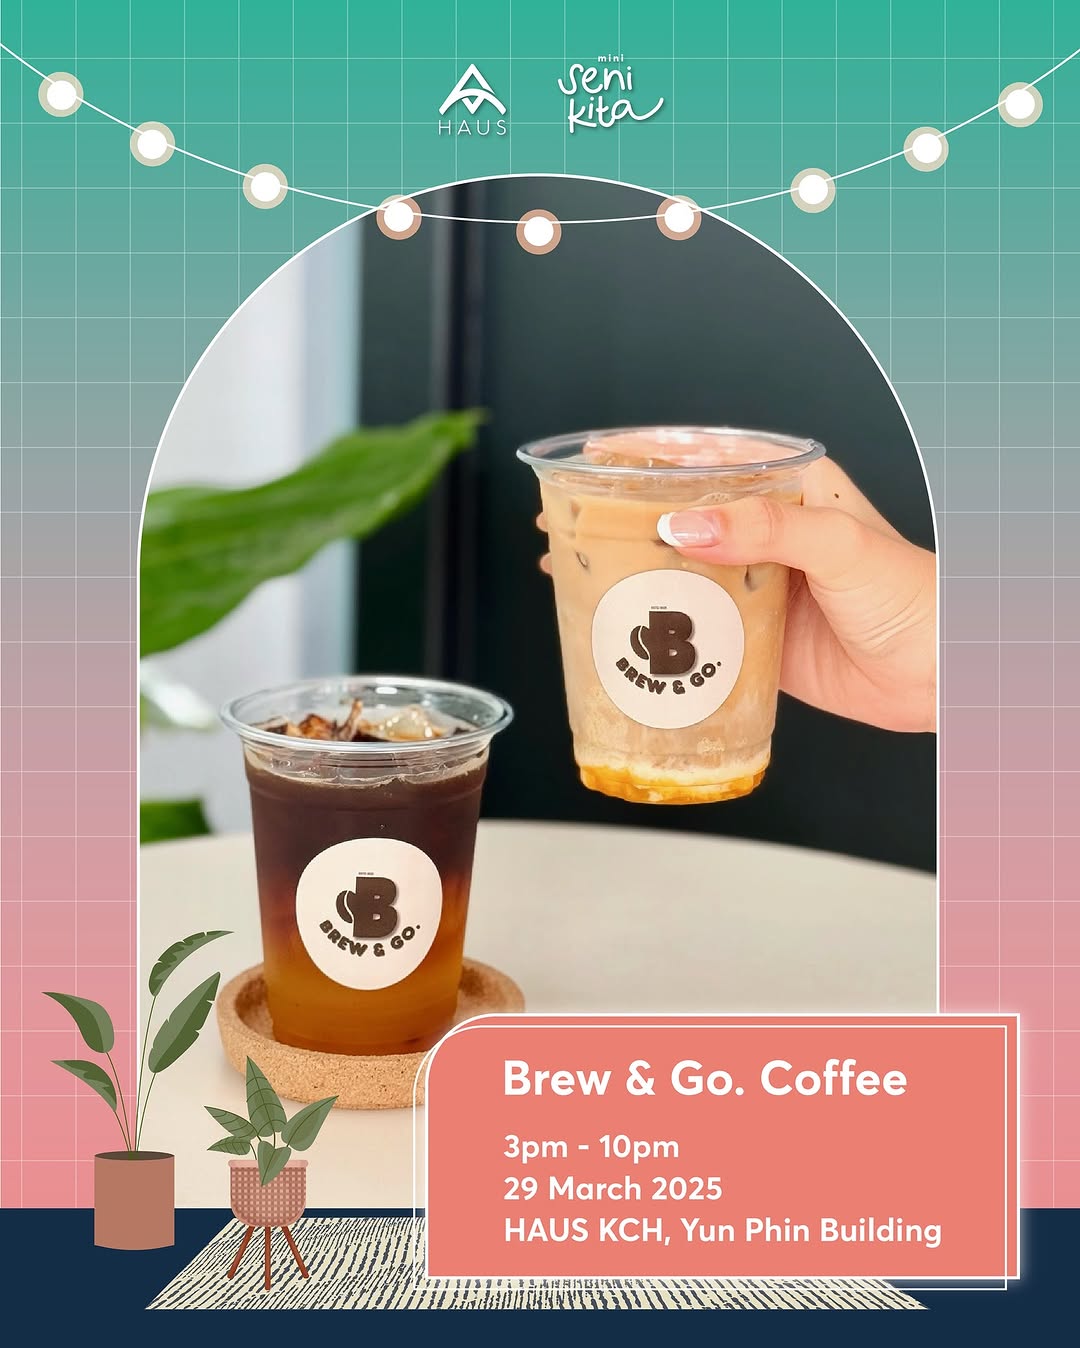 HAUS
mini
seni
kita
B
BREW & GO.
B
BREW & GO.
Brew & Go. Coffee
3pm - 10pm
29 March 2025
HAUS KCH, Yun Phin Building